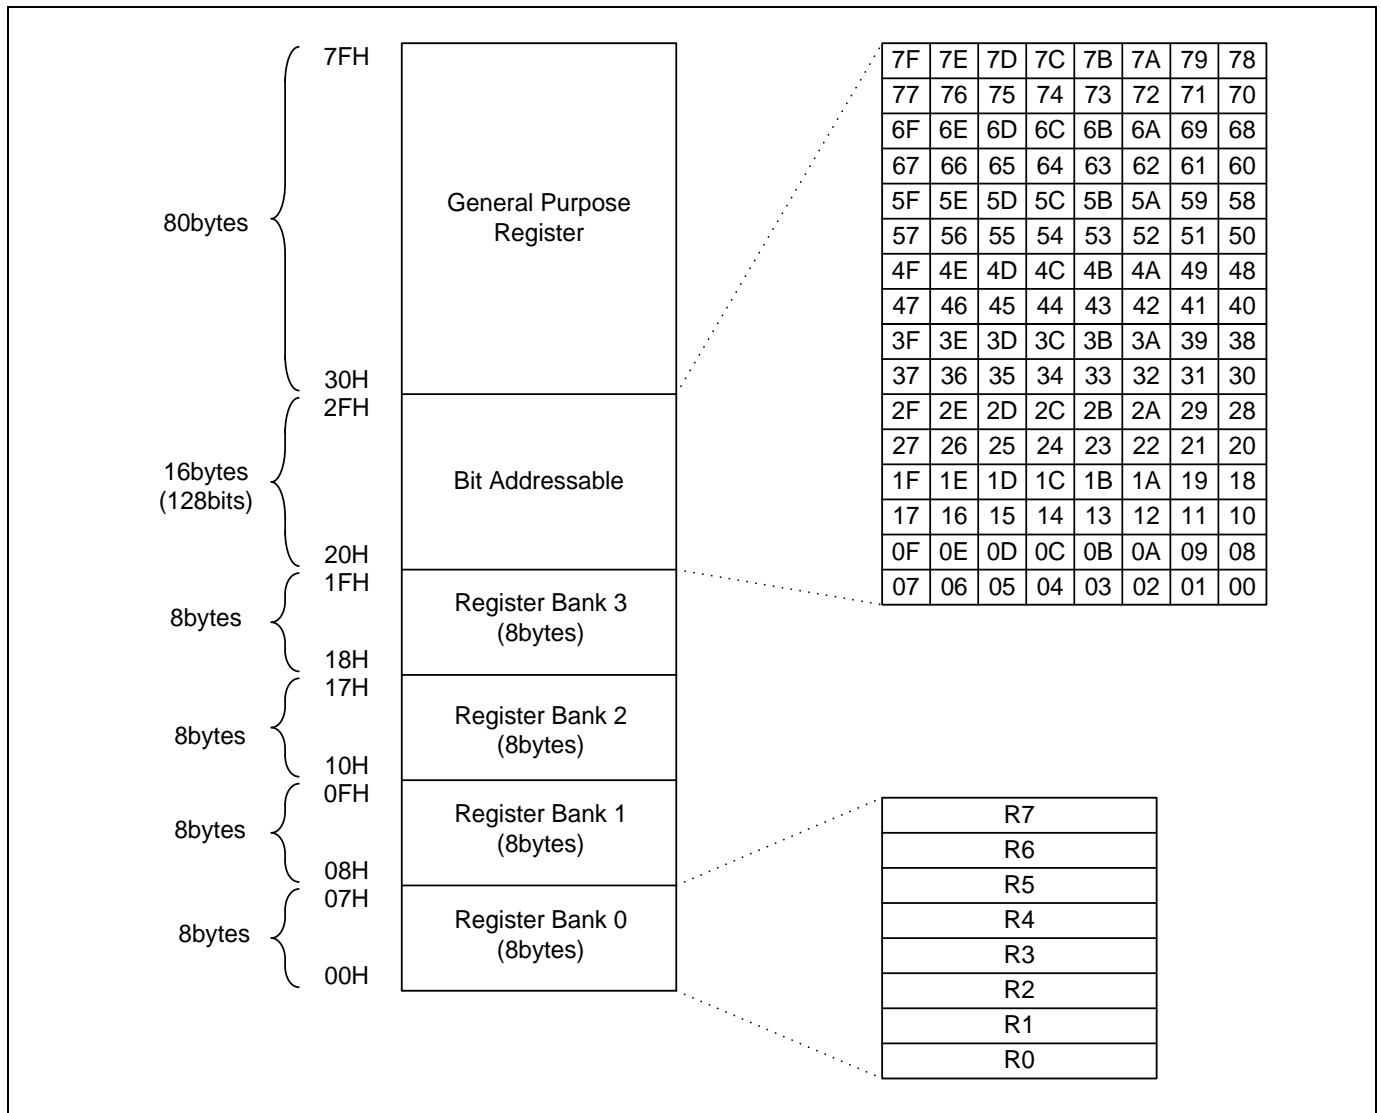 7FH
80bytes
30H
General Purpose
Register
2FH
16bytes
(128bits)
20H
Bit Addressable
1FH
8bytes
18H
Register Bank 3
(8bytes)
17H
8bytes
10H
Register Bank 2
(8bytes)
0FH
8bytes
08H
Register Bank 1
(8bytes)
07H
8bytes
00H
Register Bank 0
(8bytes)
7F 7E 7D 7C 7B 7A 79 78
77 76 75 74 73 72 71 70
6F 6E 6D 6C 6B 6A 69 68
67 66 65 64 63 62 61 60
5F 5E 5D 5C 5B 5A 59 58
57 56 55 54 53 52 51 50
4F 4E 4D 4C 4B 4A 49 48
47 46 45 44 43 42 41 40
3F 3E 3D 3C 3B 3A 39 38
37 36 35 34 33 32 31 30
2F 2E 2D 2C 2B 2A 29 28
27 26 25 24 23 22 21 20
1F 1E 1D 1C 1B 1A 19 18
17 16 15 14 13 12 11 10
0F 0E 0D 0C 0B 0A 09 08
07 06 05 04 03 02 01 00
R7
R6
R5
R4
R3
R2
R1
R0